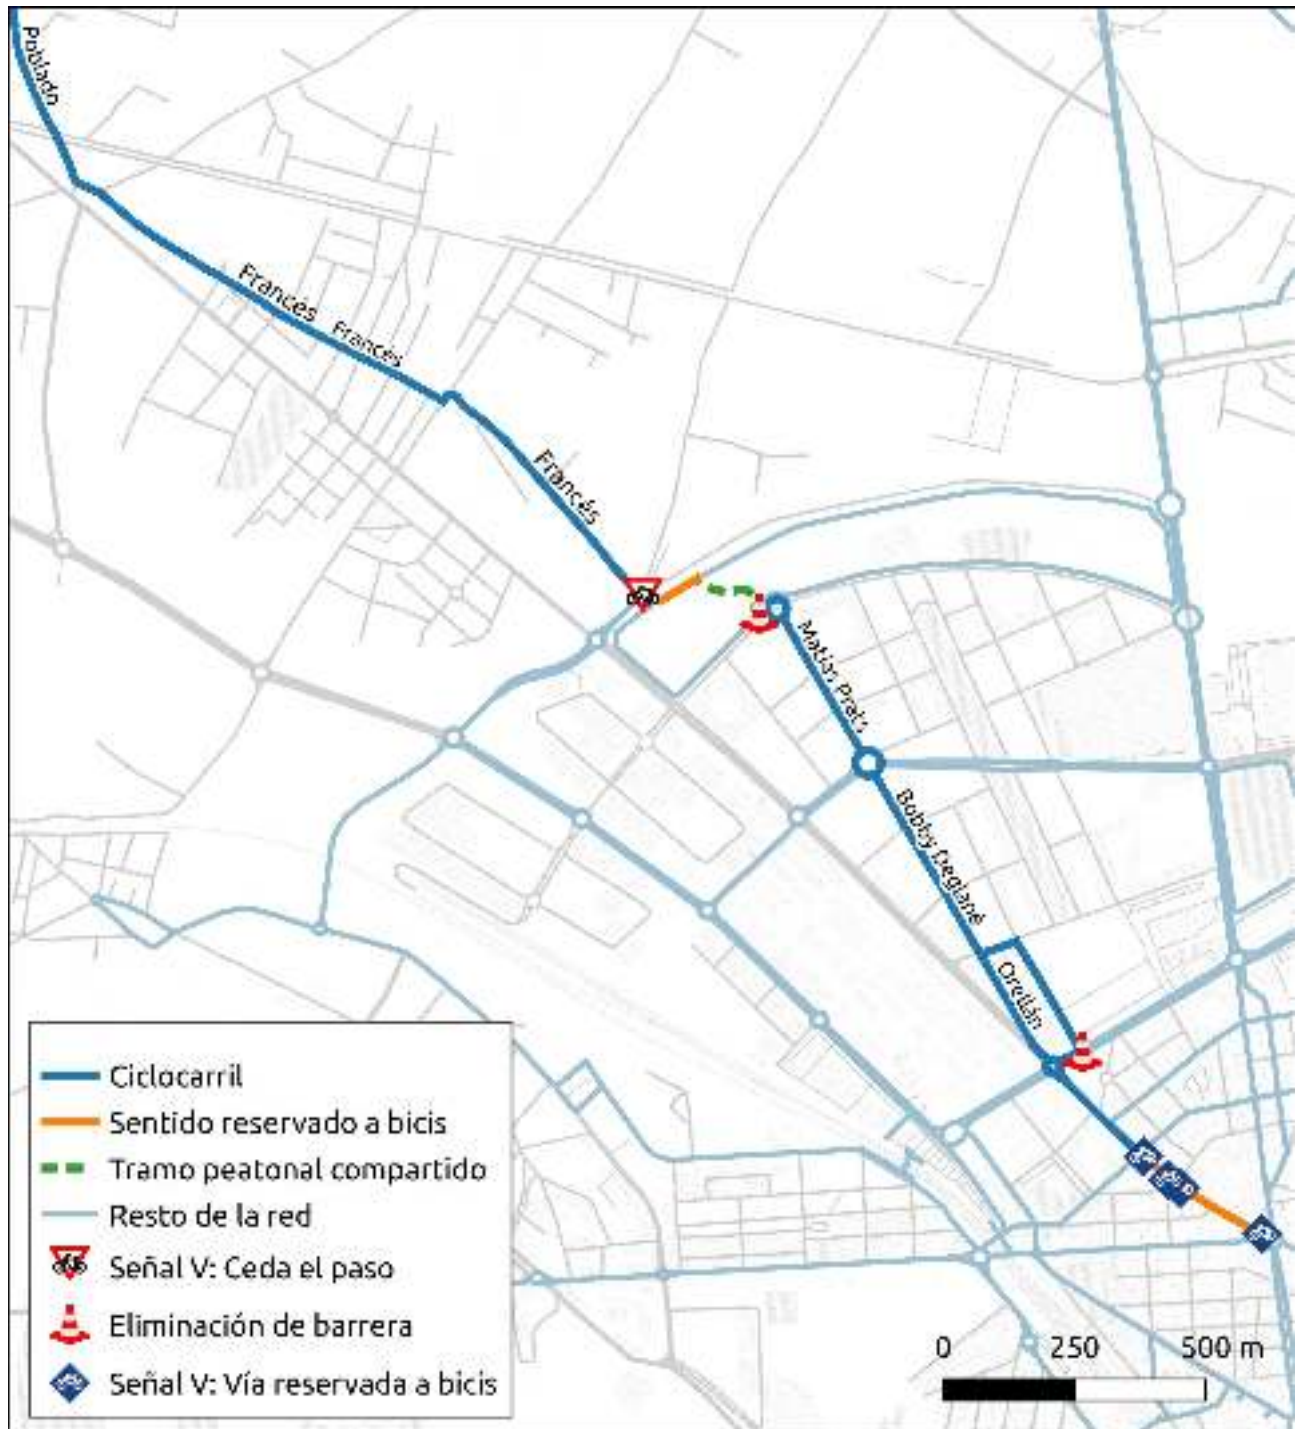 Poblado
Francés
Francés
Francés
Matías Prats
Bobby Deglané
Orellán
Ciclocarril
Sentido reservado a bicis
Tramo peatonal compartido
Resto de la red
Señal V: Ceda el paso
Eliminación de barrera
Señal V: Vía reservada a bicis
0 250 500 m